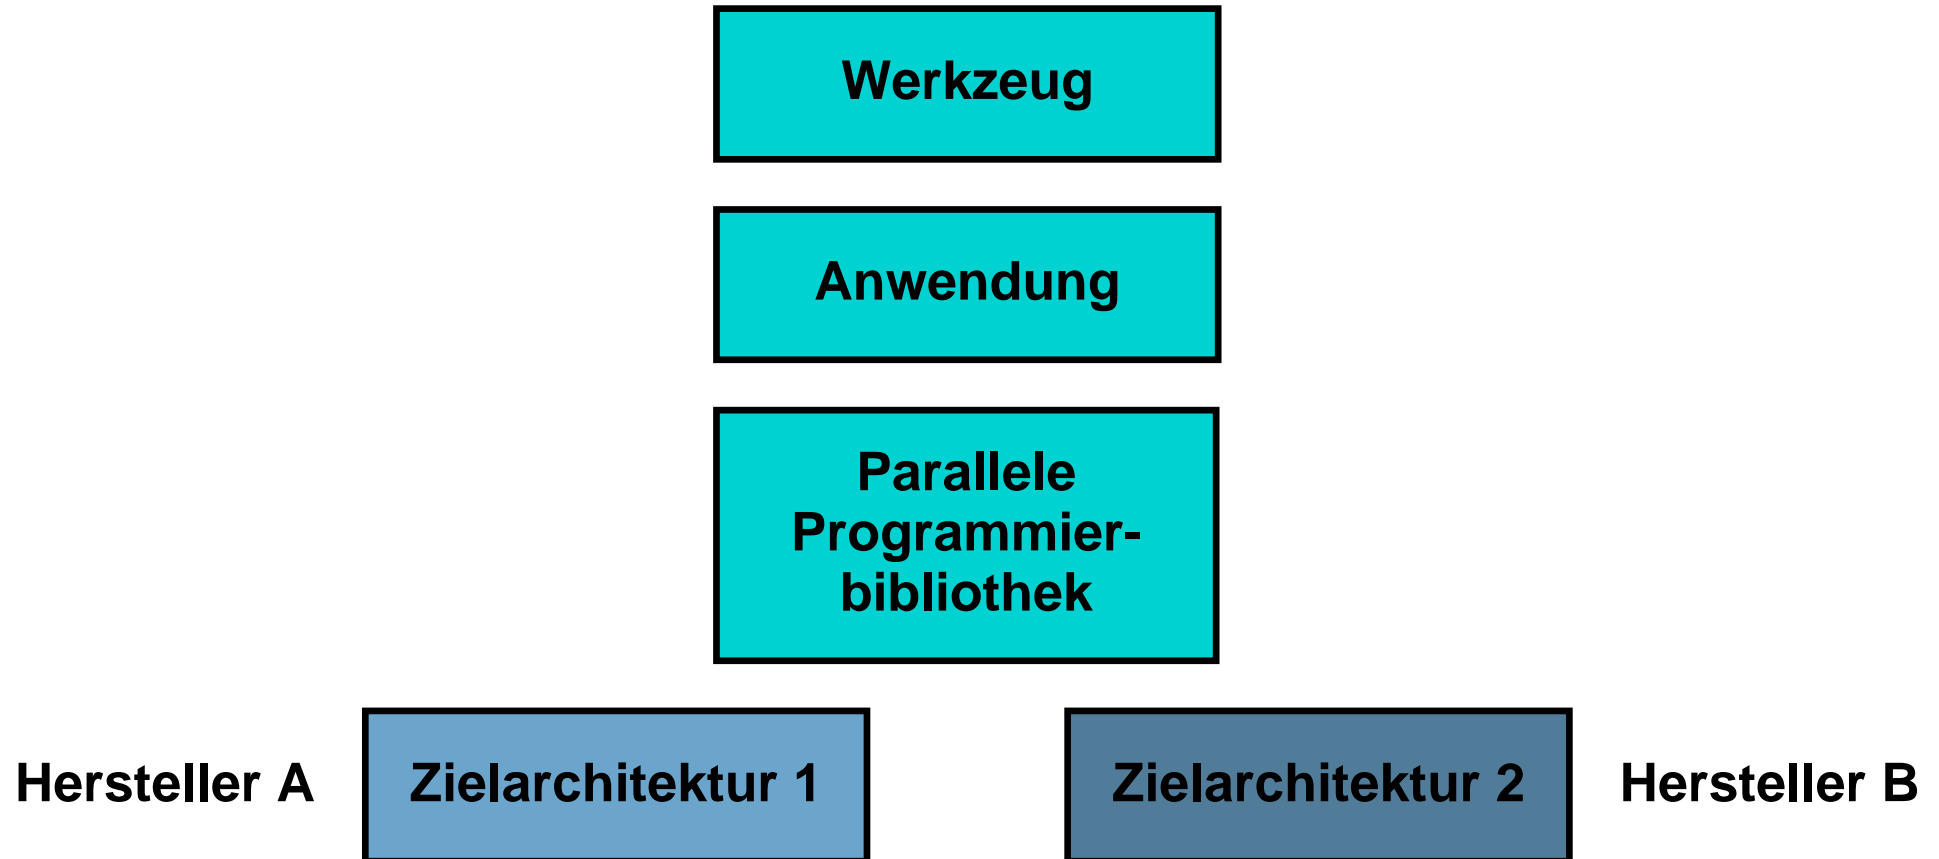 Werkzeug
Anwendung
Parallele
Programmier-
bibliothek
Hersteller A Zielarchitektur 1 Zielarchitektur 2 Hersteller B